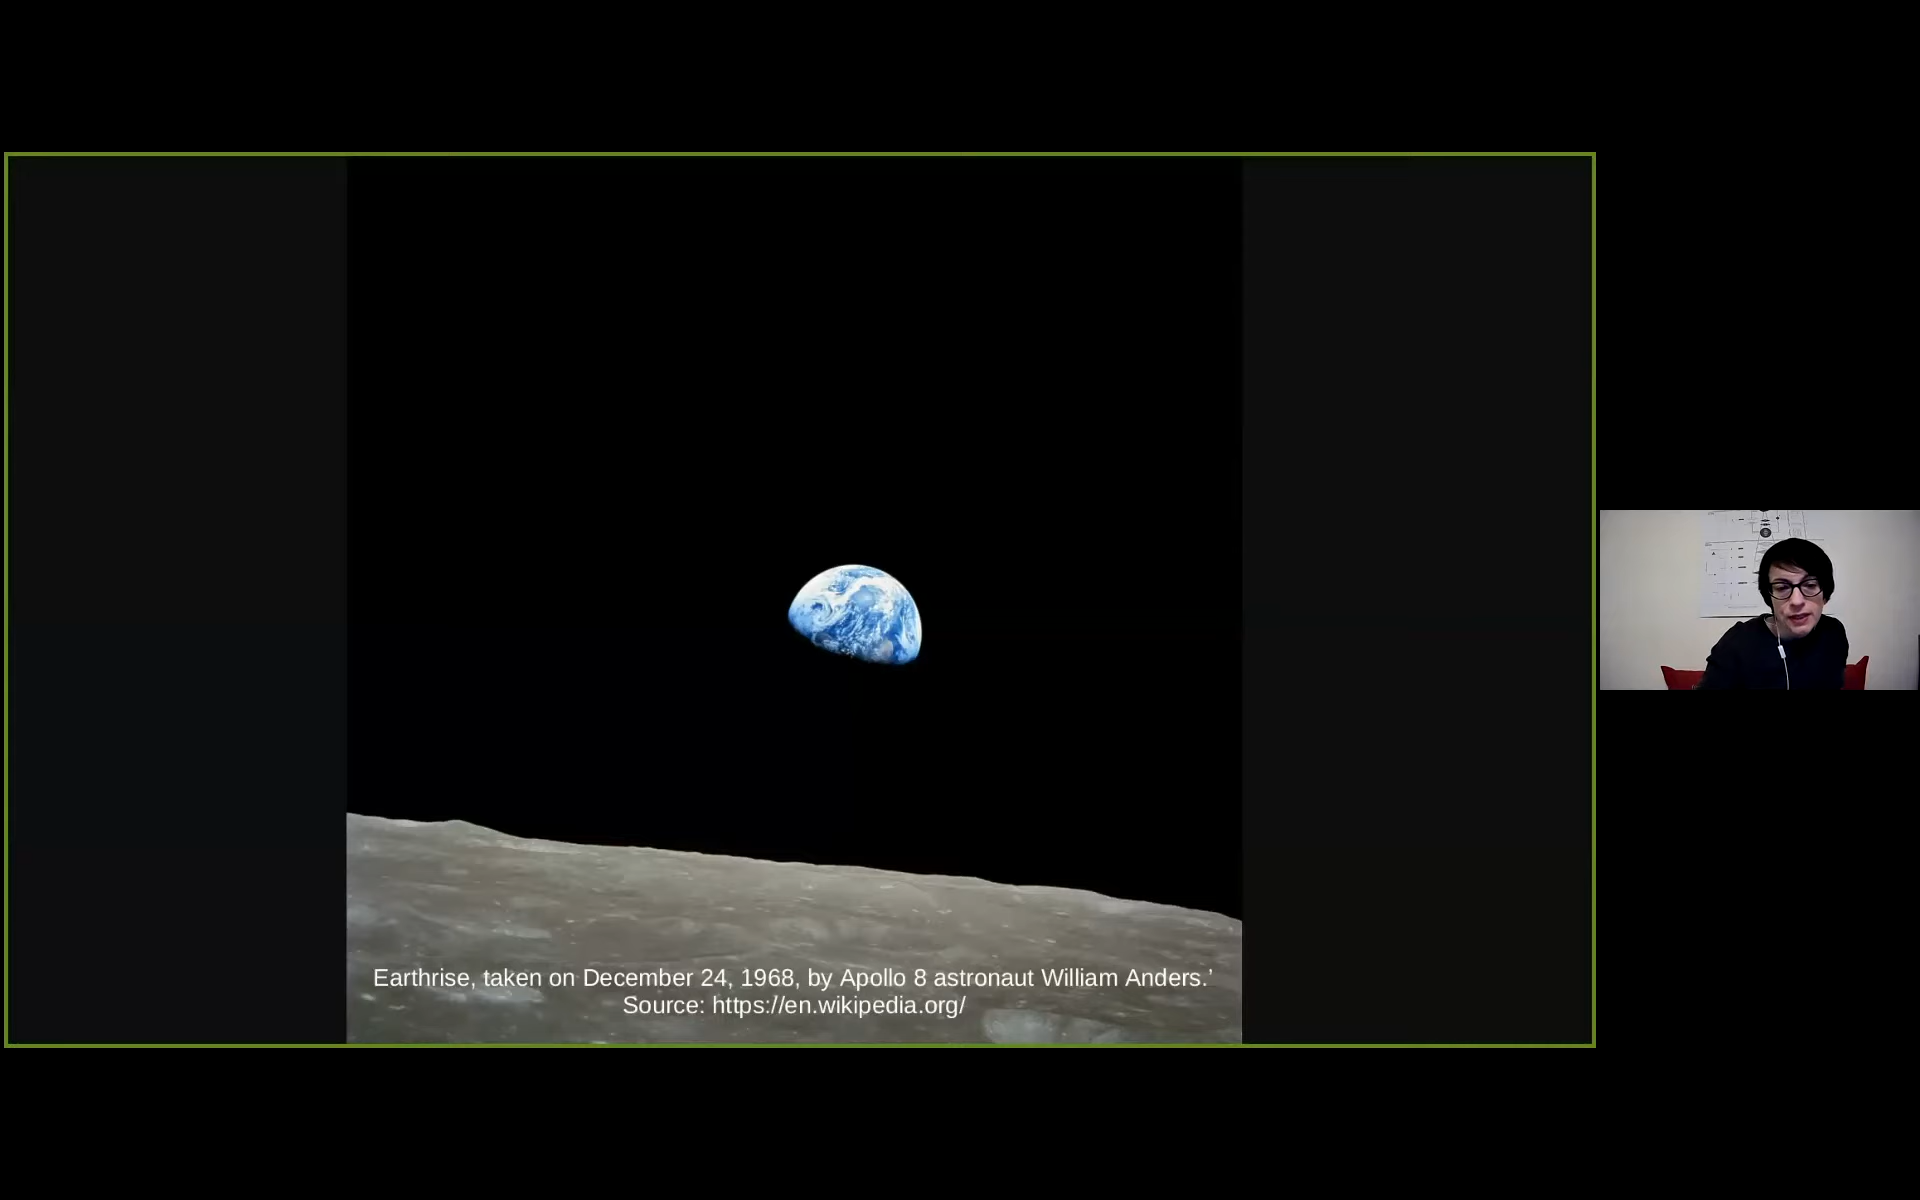 Earthrise, taken on December 24, 1968, by Apollo 8 astronaut William Anders.’
Source: https://en.wikipedia.org/